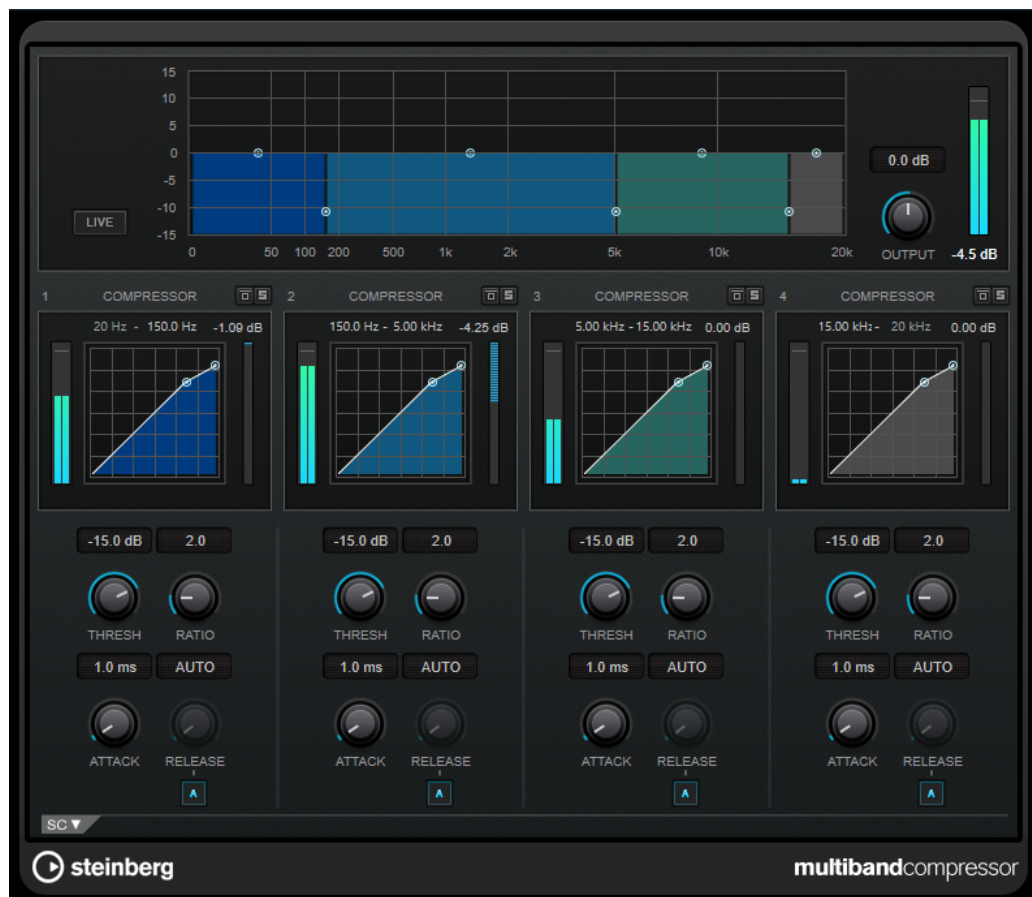 15
10
5
0
-5
-10
-15
0 50 100 200 500 1k 2k 5k 10k 20k
LIVE
0.0 dB
OUTPUT -4.5 dB
1 COMPRESSOR S 2 COMPRESSOR S 3 COMPRESSOR S 4 COMPRESSOR S
20 Hz - 150.0 Hz -1.09 dB 150.0 Hz - 5.00 kHz -4.25 dB 5.00 kHz - 15.00 kHz 0.00 dB 15.00 kHz - 20 kHz 0.00 dB
-15.0 dB 2.0 -15.0 dB 2.0 -15.0 dB 2.0 -15.0 dB 2.0
THRESH RATIO THRESH RATIO THRESH RATIO THRESH RATIO
1.0 ms AUTO 1.0 ms AUTO 1.0 ms AUTO 1.0 ms AUTO
ATTACK RELEASE ATTACK RELEASE ATTACK RELEASE ATTACK RELEASE
A A A A
SC ▼
steinberg multibandcompressor